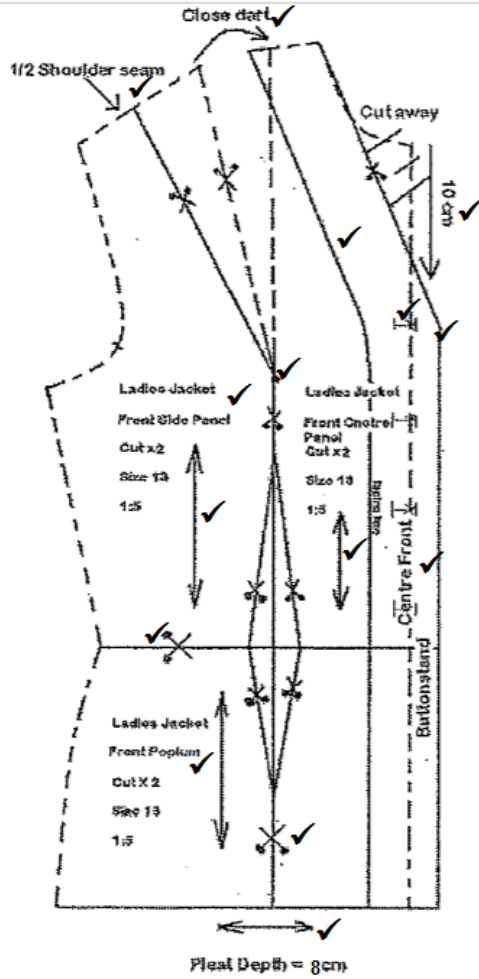 Close dart
1/2 Shoulder seam
Cut away
10 cm
Ladies Jacket
Front Side Panel
Cut x2
Size 13
1:5
Ladies Jacket
Front Cnetrel
Panel
Cut x2
Size 13
1:5
facing line
Centre Front
Buttonstand
Ladies Jacket
Front Poplum
Cut X 2
Size 13
1:5
Pleat Depth = 8cm